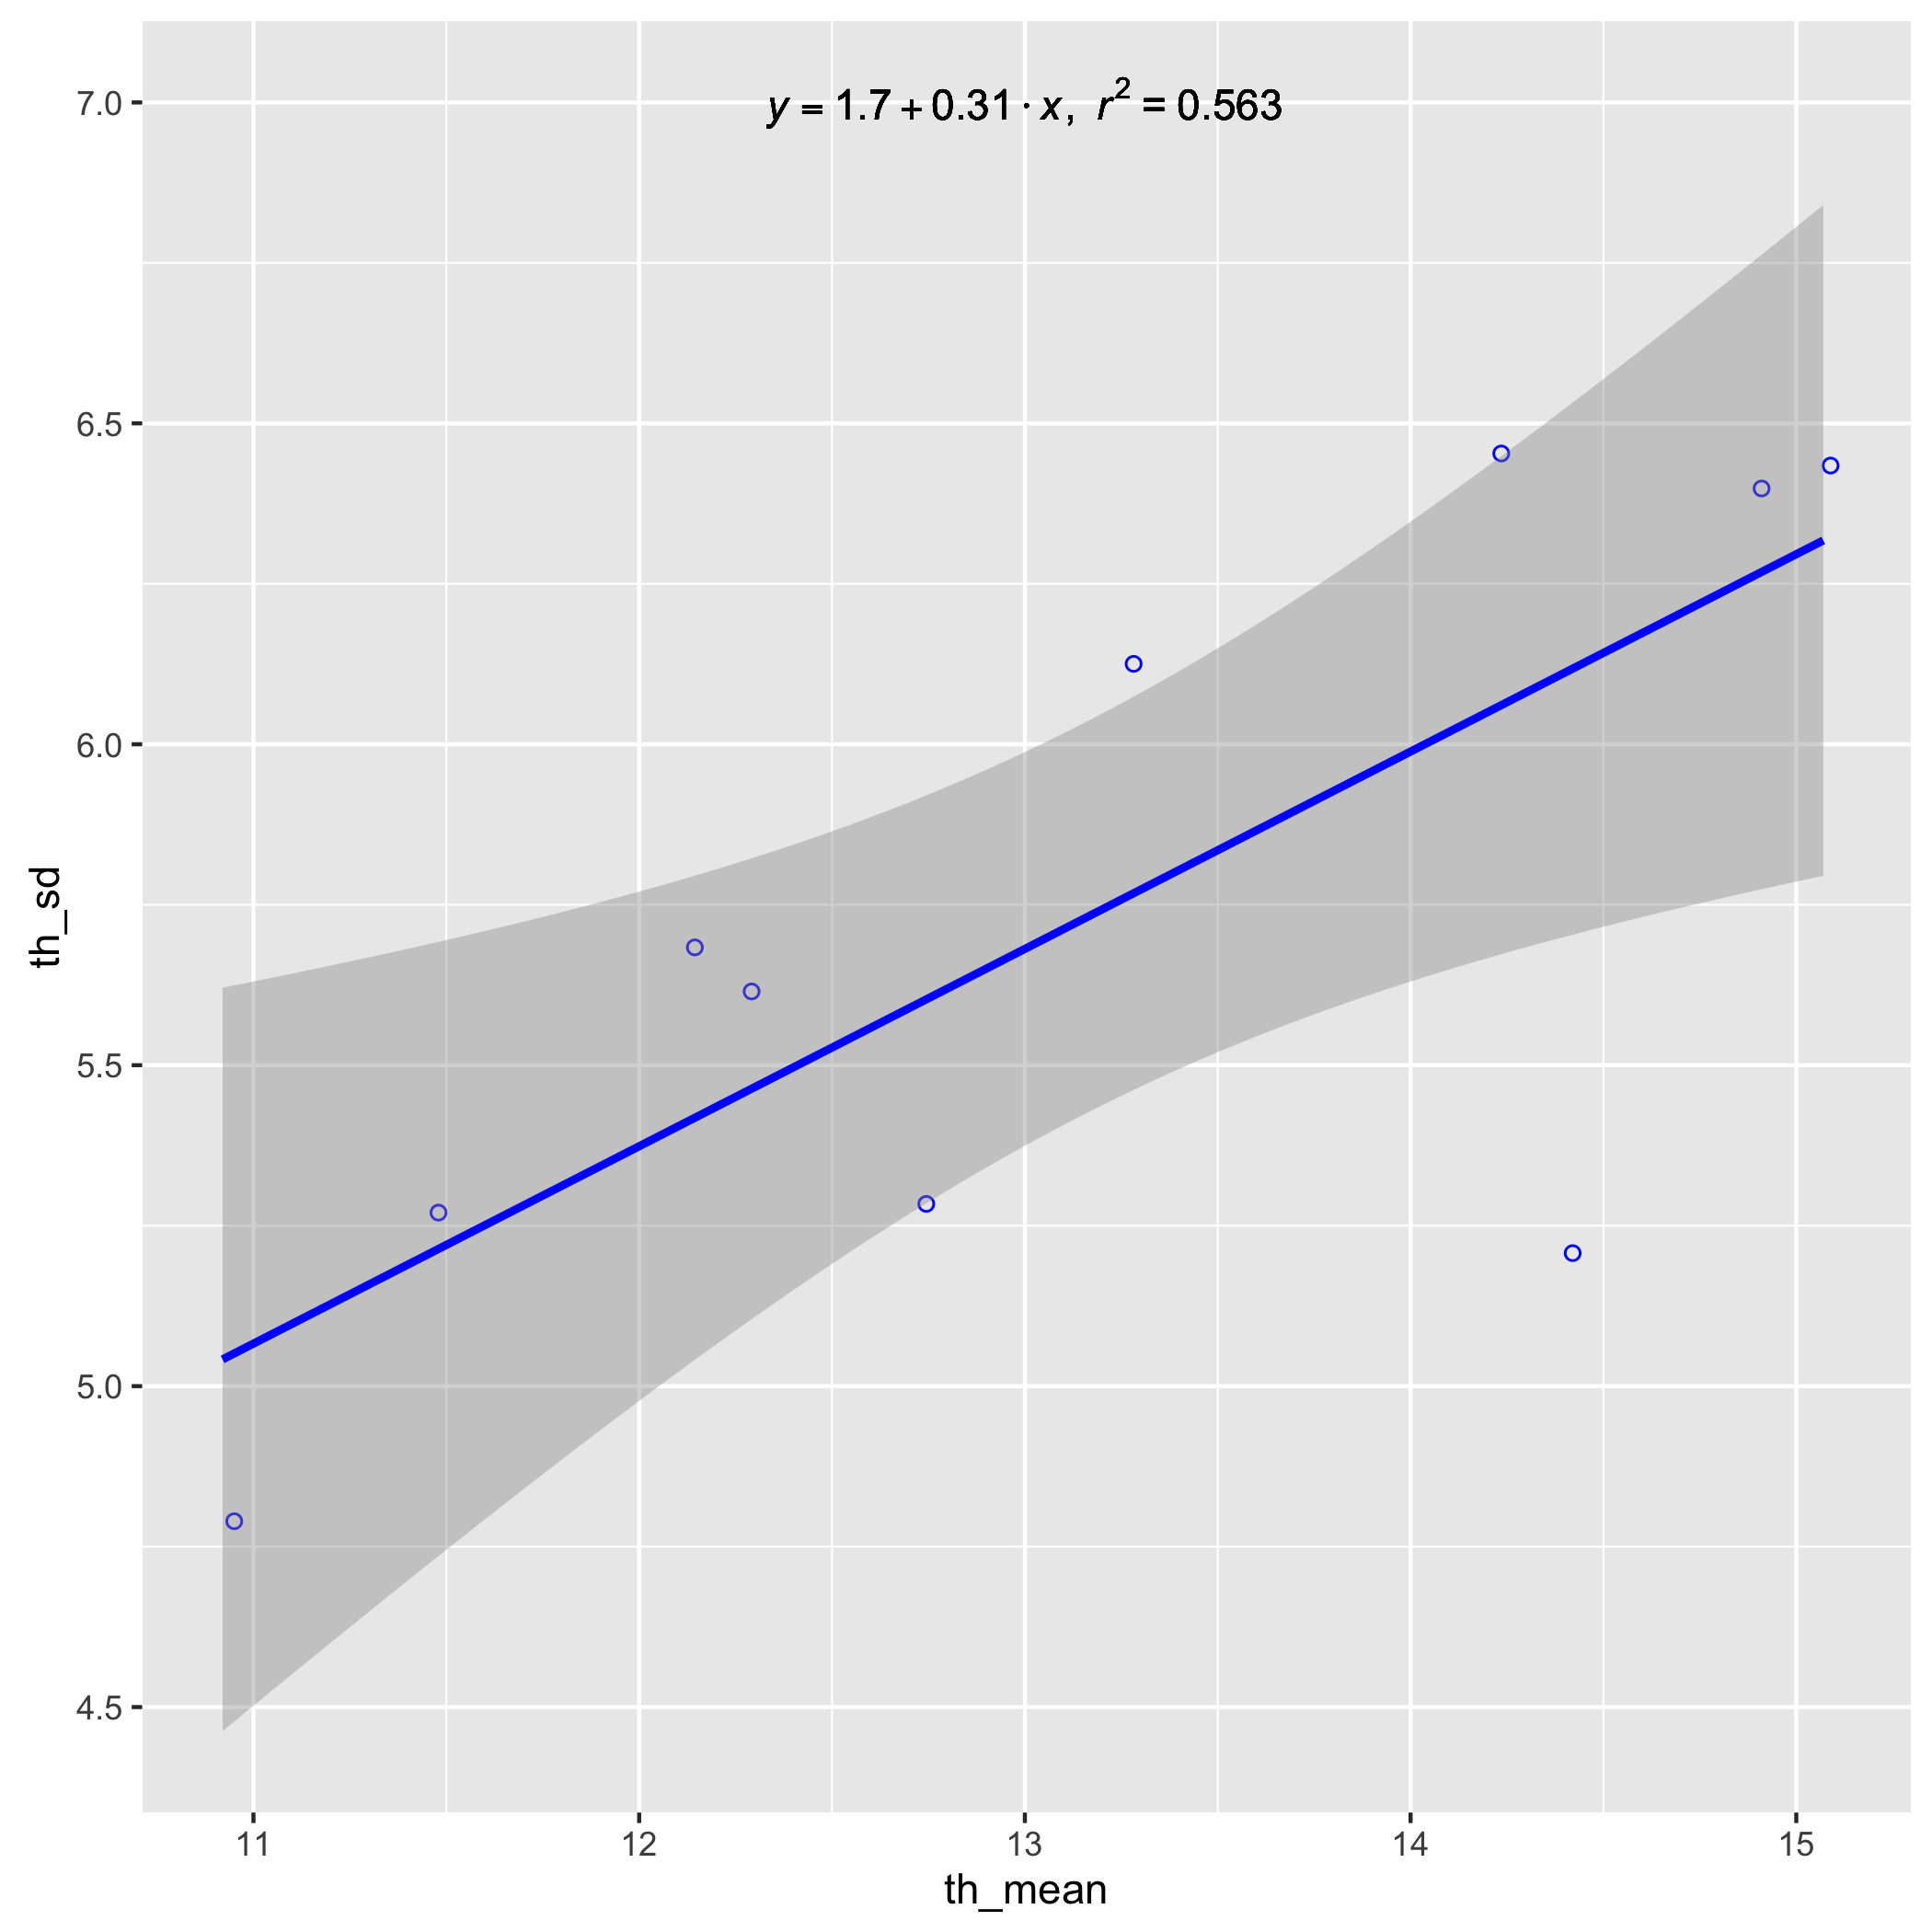 y = 1.7 + 0.31 · x, r² = 0.563
7.0
6.5
6.0
5.5
5.0
4.5
th_sd
11 12 13 14 15
th_mean